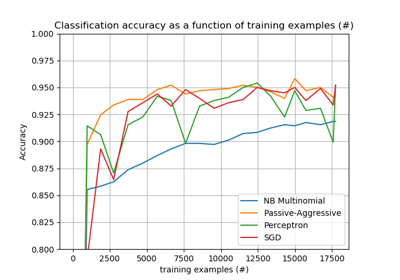 Classification accuracy as a function of training examples (#)
1.000
0.975
0.950
0.925
0.900
0.875
0.850
0.825
0.800
Accuracy
NB Multinomial
Passive-Aggressive
Perceptron
SGD
0 2500 5000 7500 10000 12500 15000 17500
training examples (#)